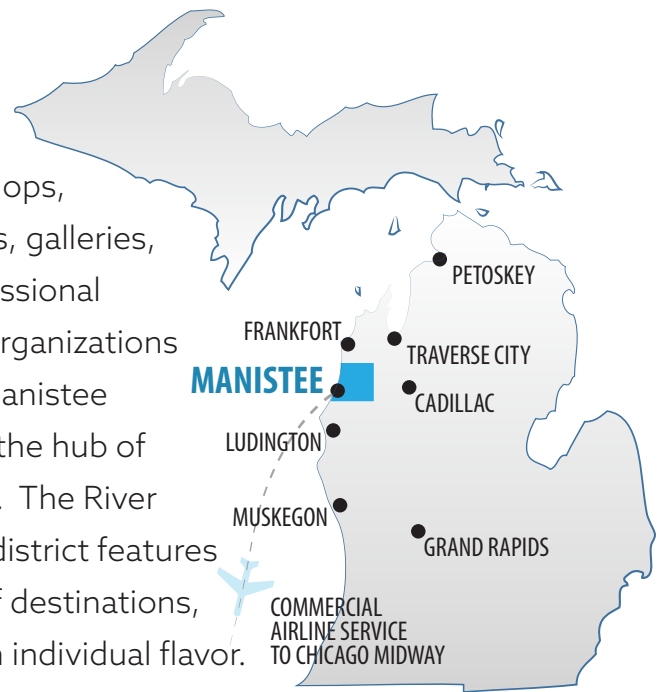 ops,
s, galleries,
ssional
rganizations
anistee
the hub of
. The River
district features
f destinations,
n individual flavor.
PETOSKEY
FRANKFORT
TRAVERSE CITY
MANISTEE
CADILLAC
LUDINGTON
MUSKEGON
GRAND RAPIDS
COMMERCIAL
AIRLINE SERVICE
TO CHICAGO MIDWAY